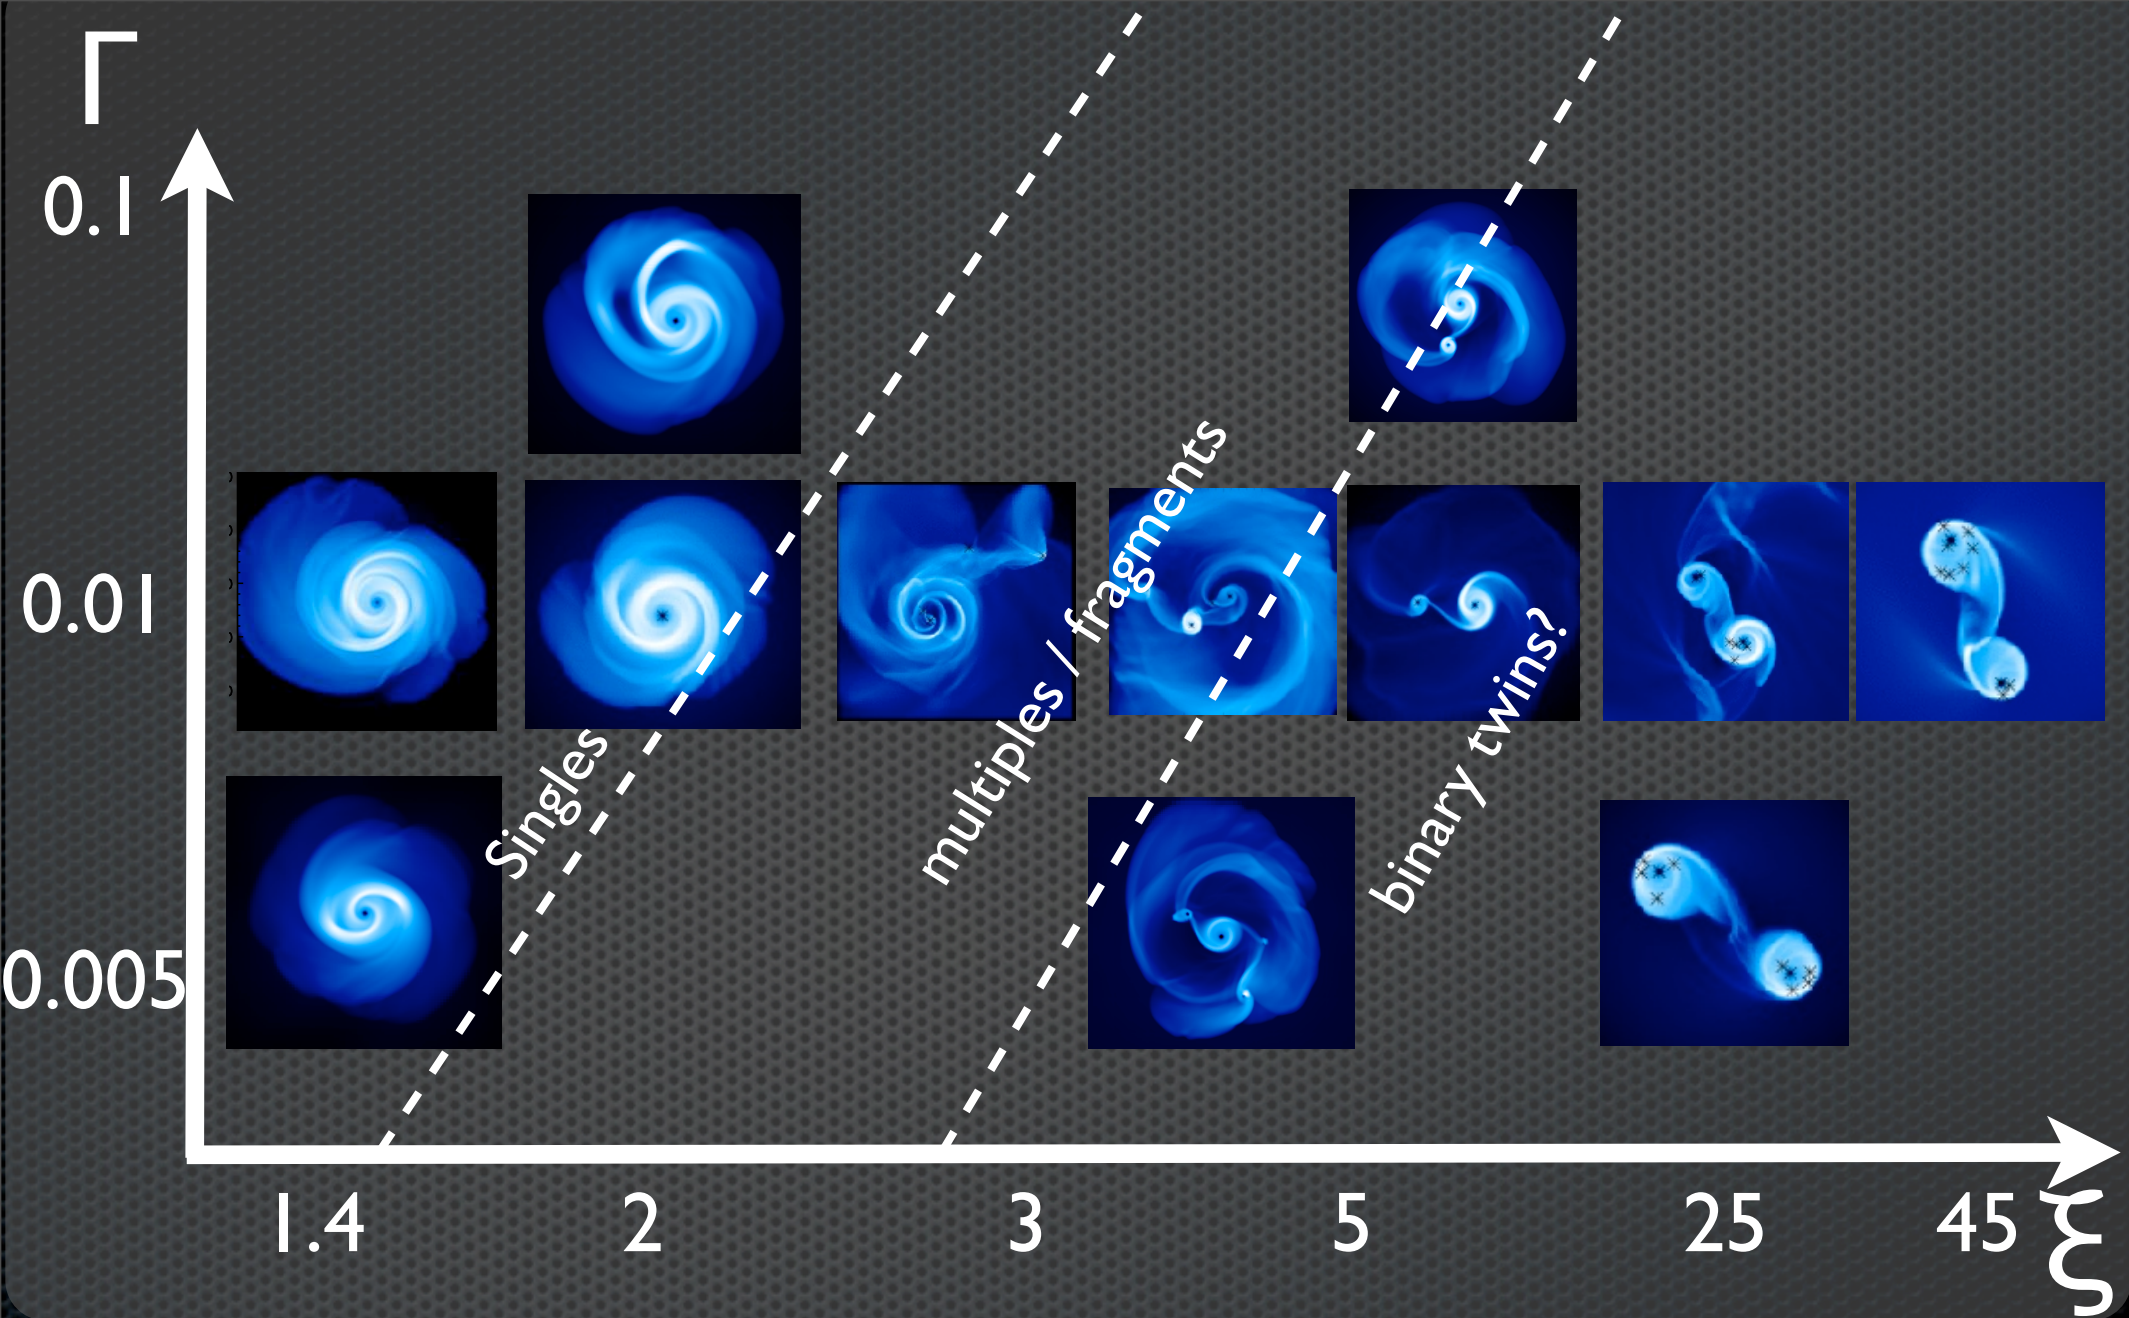 Γ
0.1
0.01
0.005
Singles
multiples / fragments
binary twins?
1.4
2
3
5
25
45
ξ